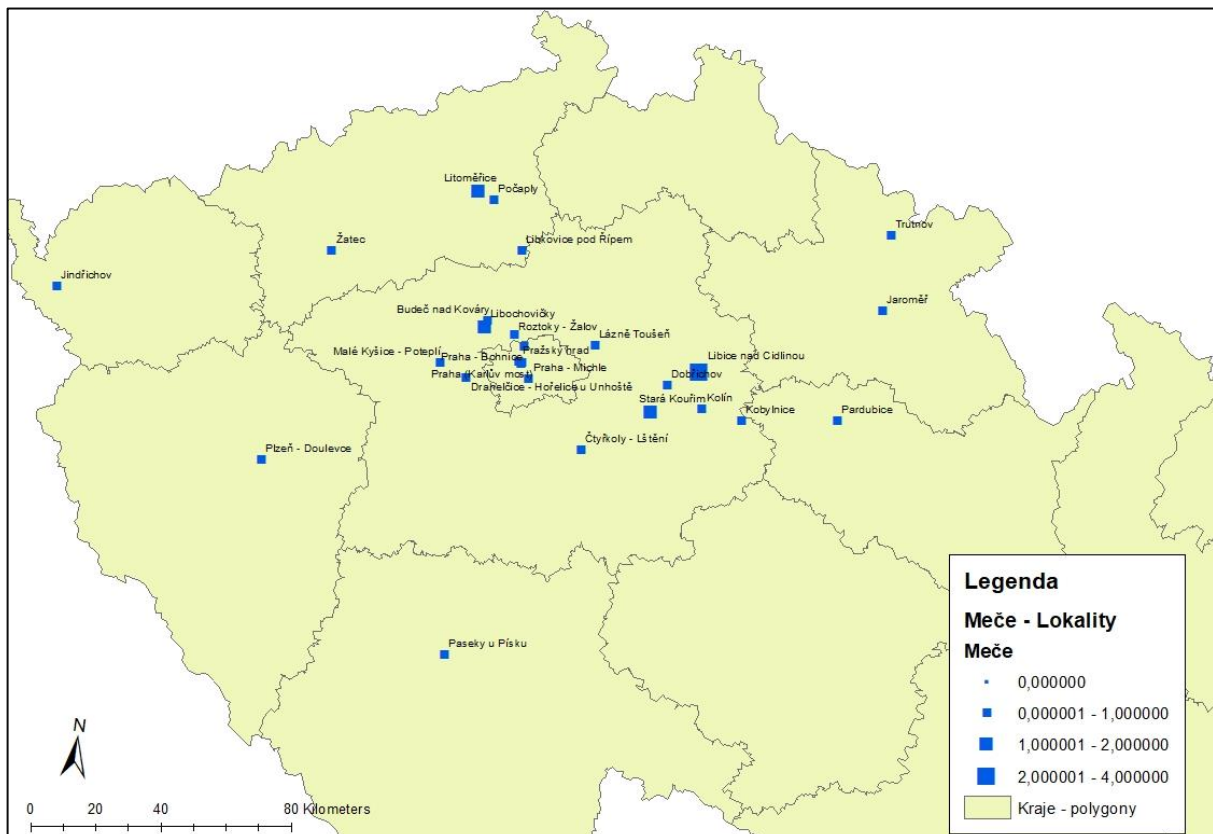 Litoměřice
Počaply
Trutnov
Žatec
Libkovice pod Řípem
Jindřichov
Jaroměř
Budeč nad Kováry
Libochovičky
Roztoky - Žalov
Lázně Toušeň
Malé Kyšice - Poteplí
Praha - Bohnice
Pražský hrad
Libice nad Cidlinou
Praha (Karlův most)
Praha - Michle
Drahelčice - Hořelice u Unhoště
Dobřichov
Stará Kouřim
Kolín
Kobylnice
Pardubice
Čtyřkoly - Lštění
Plzeň - Doulevce
Paseky u Písku
Legenda
Meče - Lokality
Meče
0,000000
0,000001 - 1,000000
1,000001 - 2,000000
2,000001 - 4,000000
Kraje - polygony
N
0 20 40 80 Kilometers